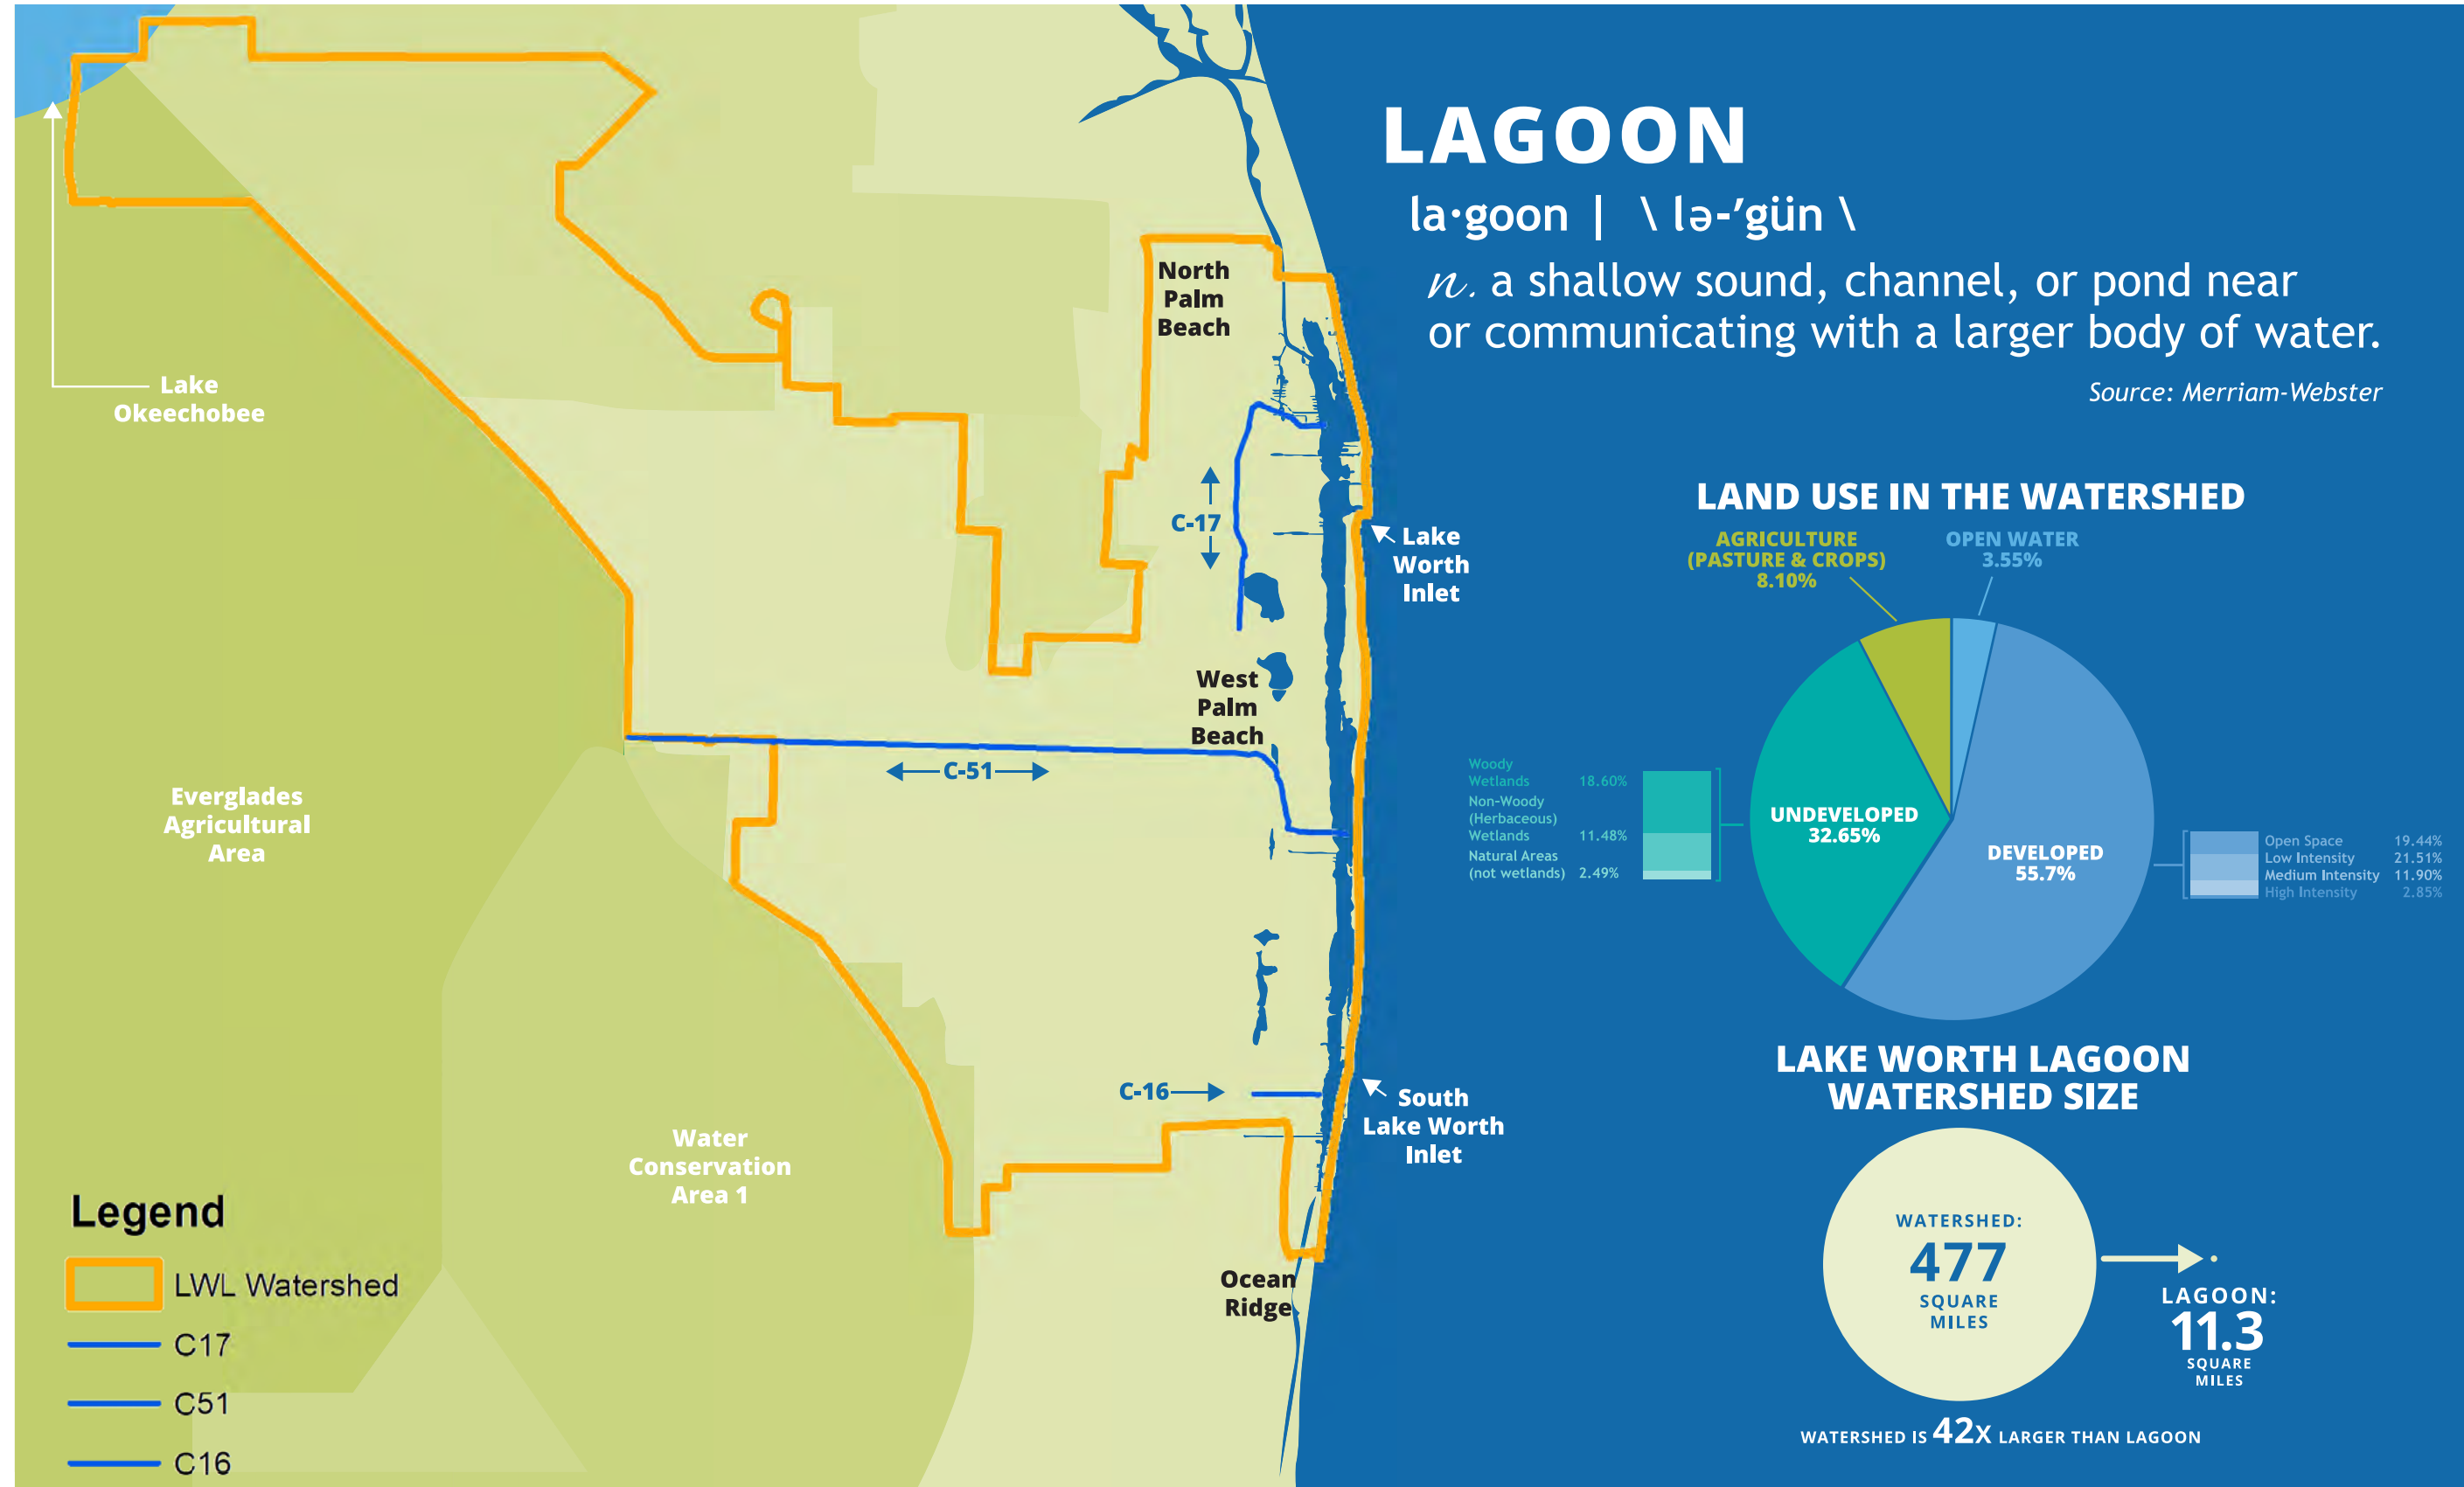 LAGOON
la·goon | \ lə-ʹgün \
n. a shallow sound, channel, or pond near
or communicating with a larger body of water.
Source: Merriam-Webster
North
Palm
Beach
Lake
Okeechobee
C-17
Lake
Worth
Inlet
West
Palm
Beach
C-51
Everglades
Agricultural
Area
C-16
South
Lake Worth
Inlet
Water
Conservation
Area 1
Ocean
Ridge
Legend
LWL Watershed
C17
C51
C16
LAND USE IN THE WATERSHED
AGRICULTURE
(PASTURE & CROPS)
8.10%
OPEN WATER
3.55%
UNDEVELOPED
32.65%
DEVELOPED
55.7%
Woody
Wetlands 18.60%
Non-Woody
(Herbaceous)
Wetlands 11.48%
Natural Areas
(not wetlands) 2.49%
Open Space 19.44%
Low Intensity 21.51%
Medium Intensity 11.90%
High Intensity 2.85%
LAKE WORTH LAGOON
WATERSHED SIZE
WATERSHED:
477
SQUARE
MILES
LAGOON:
11.3
SQUARE
MILES
WATERSHED IS 42X LARGER THAN LAGOON